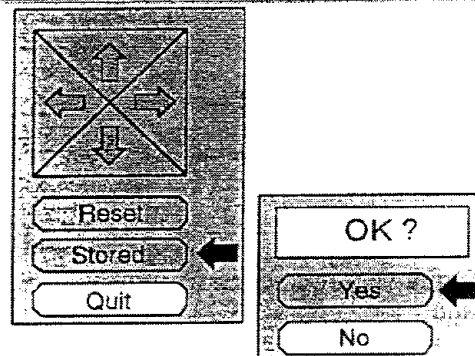 Reset
Stored
Quit
OK ?
Yes
No